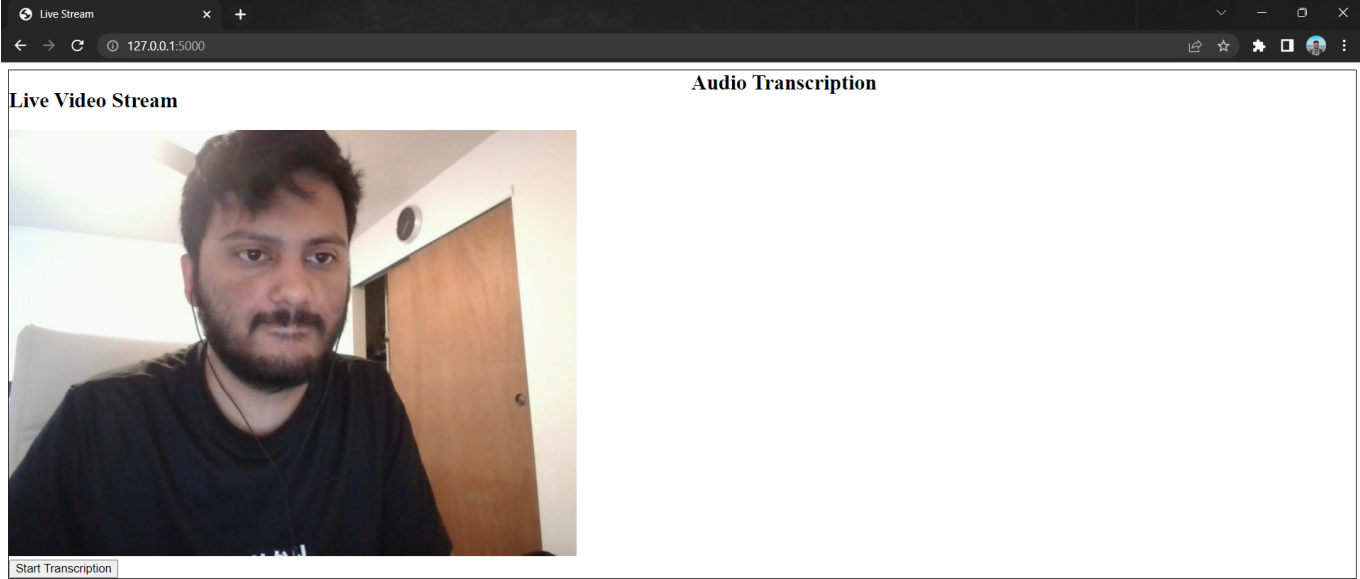 Live Stream
127.0.0.1:5000
Audio Transcription
Live Video Stream
Start Transcription